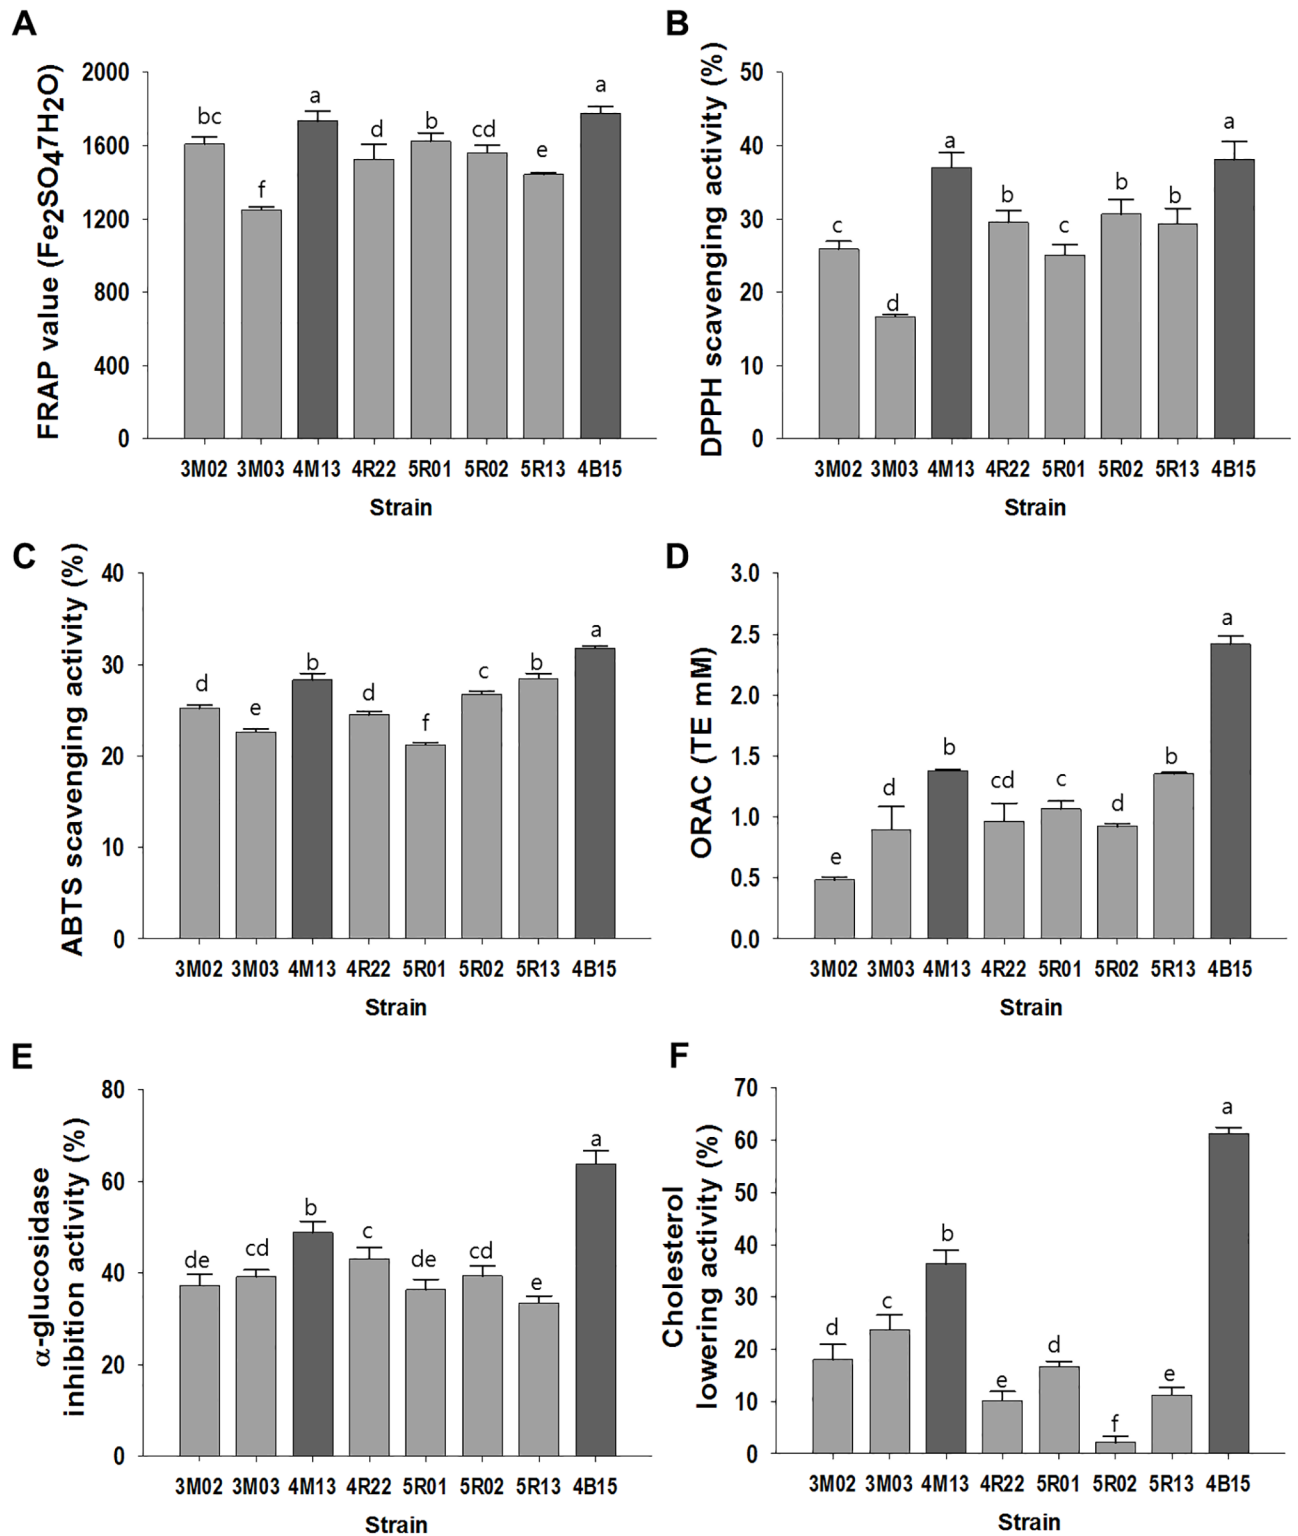 A
FRAP value (Fe2SO47H2O)
2000
1600
1200
800
400
0
bc
f
a
d
b
cd
e
a
3M02 3M03 4M13 4R22 5R01 5R02 5R13 4B15
Strain
B
DPPH scavenging activity (%)
50
40
30
20
10
0
c
d
a
b
c
b
b
a
3M02 3M03 4M13 4R22 5R01 5R02 5R13 4B15
Strain
C
ABTS scavenging activity (%)
40
30
20
10
0
d
e
b
d
f
c
b
a
3M02 3M03 4M13 4R22 5R01 5R02 5R13 4B15
Strain
D
ORAC (TE mM)
3.0
2.5
2.0
1.5
1.0
0.5
0.0
e
d
b
cd
c
d
b
a
3M02 3M03 4M13 4R22 5R01 5R02 5R13 4B15
Strain
E
α-glucosidase
inhibition activity (%)
80
60
40
20
0
de
cd
b
c
de
cd
e
a
3M02 3M03 4M13 4R22 5R01 5R02 5R13 4B15
Strain
F
Cholesterol
lowering activity (%)
70
60
50
40
30
20
10
0
d
c
b
e
d
f
e
a
3M02 3M03 4M13 4R22 5R01 5R02 5R13 4B15
Strain